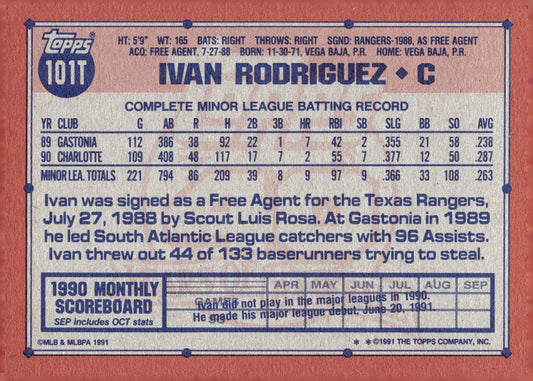 Topps
101T
HT: 5'9" WT: 165 BATS: RIGHT THROWS: RIGHT SGND: RANGERS-1988, AS FREE AGENT
ACQ: FREE AGENT, 7-27-88 BORN: 11-30-71, VEGA BAJA, P.R. HOME: VEGA BAJA, P.R.
IVAN RODRIGUEZ • C
COMPLETE MINOR LEAGUE BATTING RECORD
YR CLUB G AB R H 2B 3B HR RBI SB S.B. SLG BB SO AVG
89 GASTONIA 112 386 38 92 22 1 7 42 2 .355 21 58 .238
90 CHARLOTTE 109 408 48 117 17 1 2 55 1 .377 12 50 .287
MINOR LEA. TOTALS 221 794 86 209 39 8 9 97 9 .366 33 108 .263
Ivan was signed as a Free Agent for the Texas Rangers,
July 27, 1988 by Scout Luis Rosa. At Gastonia in 1989
he led South Atlantic League catchers with 96 Assists.
Ivan threw out 44 of 133 baserunners trying to steal.
1990 MONTHLY
SCOREBOARD
SEP includes OCT stats
APR MAY JUN JUL AUG SEP
GAMES
Ivan did not play in the major leagues in 1990.
He made his major league debut, June 20, 1991
©MLB & MLBPA 1991
* * ©1991 THE TOPPS COMPANY, INC.